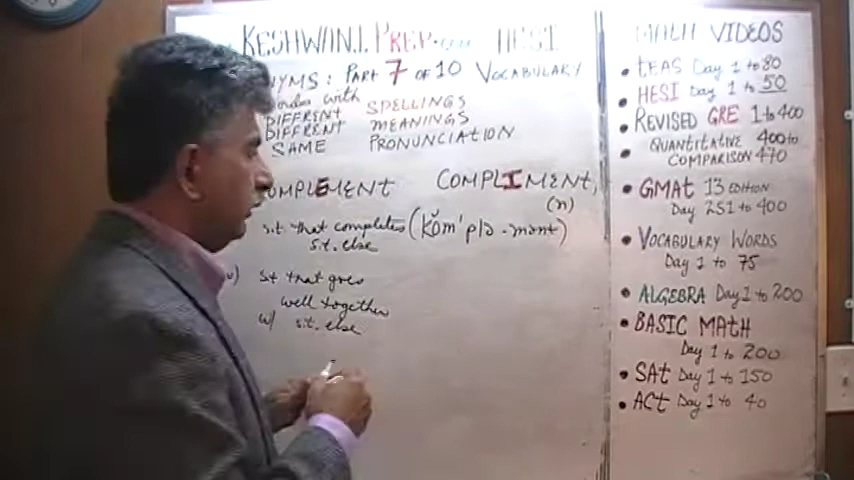 KESHWANI PREP.com HESI
NYMS: PART 7 OF 10 VOCABULARY
words with
DIFFRENT SPELLINGS
DIFFERENT MEANINGS
SAME PRONUNCIATION
OMPLEMENT COMPLIMENT,
(n)
s.t. that completes (kŏm'plə-mənt)
s.t. else
v) st that goes
well together
w/ s.t. else
MATH VIDEOS
• tEAS Day 1 to 80
• HESI Day 1 to 50
• REVISED GRE 1 to 400
• QUANTITATIVE 400 to
COMPARISON 470
• GMAt 13 EDITION
Day 251 to 400
• VOCABULARY WORDS
Day 1 to 75
• ALGEBRA Day 1 to 200
• BASIC MATH
Day 1 to 200
• SAt Day 1 to 150
• ACt Day 1 to 40